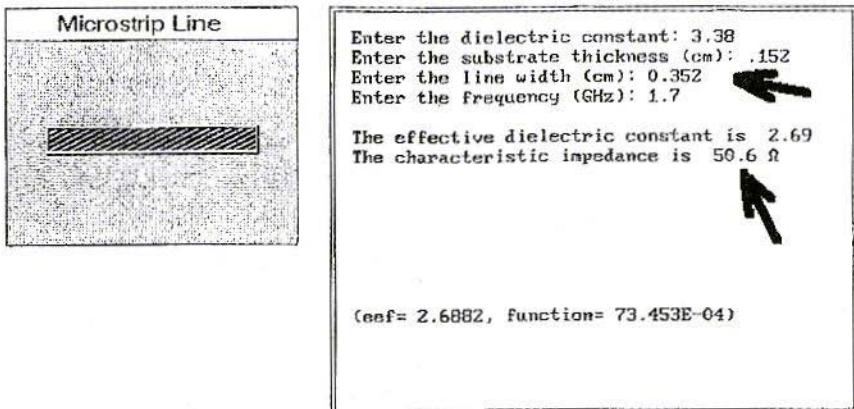 Microstrip Line
Enter the dielectric constant: 3.38
Enter the substrate thickness (cm): .152
Enter the line width (cm): 0.352
Enter the frequency (GHz): 1.7
The effective dielectric constant is 2.69
The characteristic impedance is 50.6 Ω
(eef= 2.6882, function= 73.453E-04)